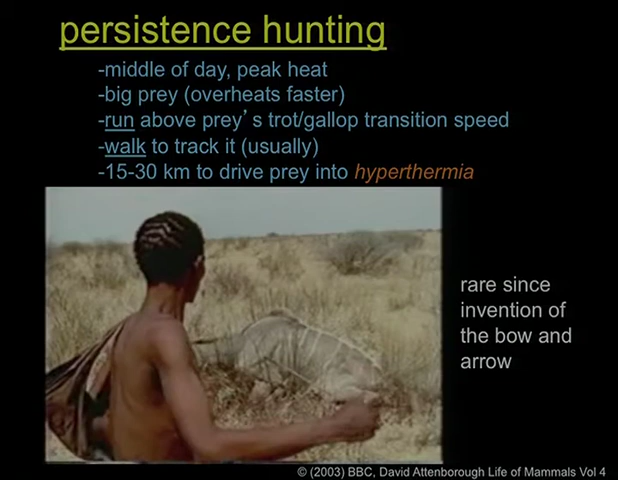 persistence hunting
-middle of day, peak heat
-big prey (overheats faster)
-run above prey's trot/gallop transition speed
-walk to track it (usually)
-15-30 km to drive prey into hyperthermia
rare since
invention of
the bow and
arrow
© (2003) BBC, David Attenborough Life of Mammals Vol 4